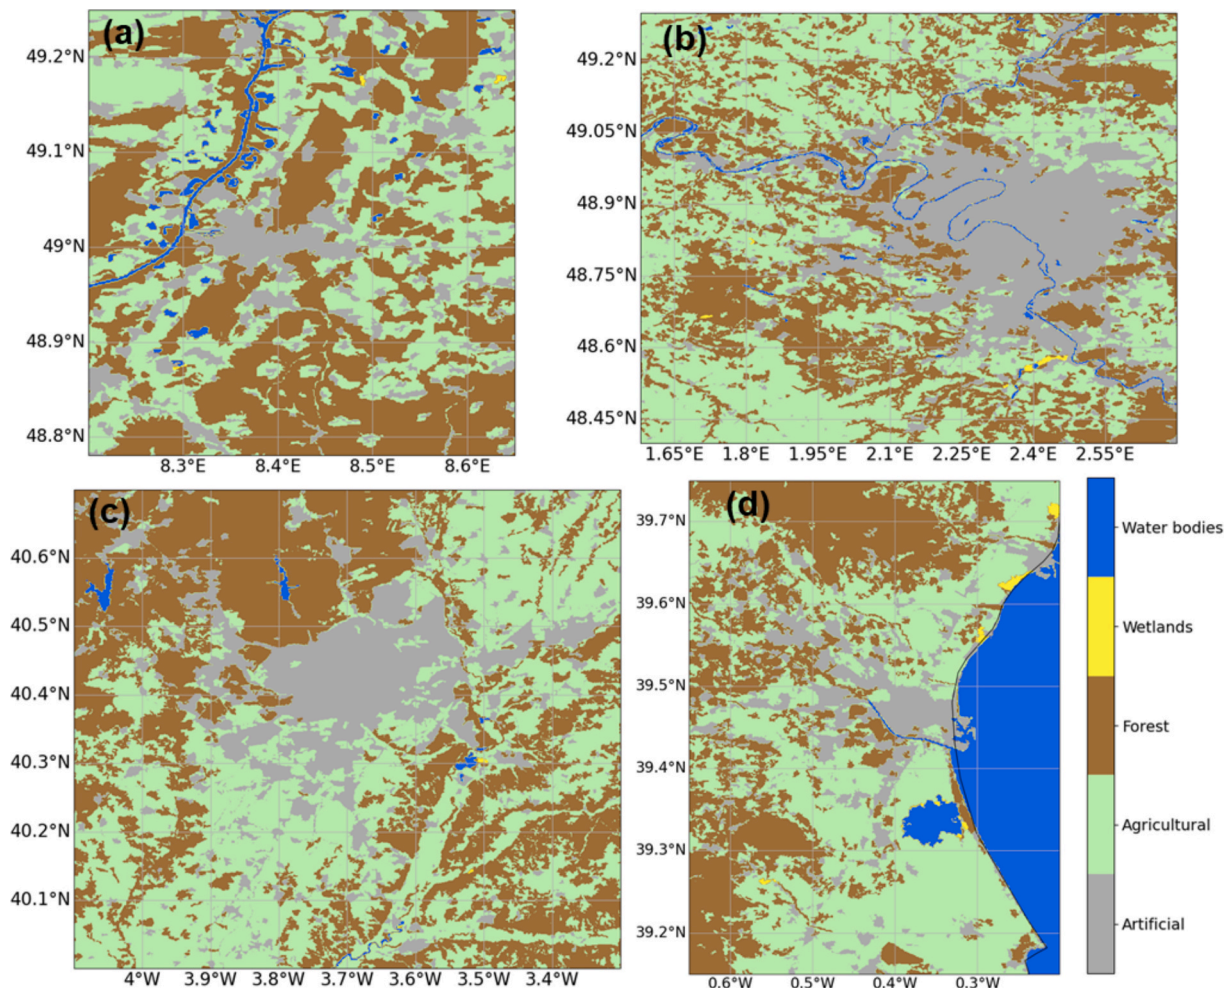 (a)
49.2°N
49.1°N
49°N
48.9°N
48.8°N
8.3°E 8.4°E 8.5°E 8.6°E
(b)
49.2°N
49.05°N
48.9°N
48.75°N
48.6°N
48.45°N
1.65°E 1.8°E 1.95°E 2.1°E 2.25°E 2.4°E 2.55°E
(c)
40.6°N
40.5°N
40.4°N
40.3°N
40.2°N
40.1°N
4°W 3.9°W 3.8°W 3.7°W 3.6°W 3.5°W 3.4°W
(d)
39.7°N
39.6°N
39.5°N
39.4°N
39.3°N
39.2°N
0.6°W 0.5°W 0.4°W 0.3°W
Water bodies
Wetlands
Forest
Agricultural
Artificial